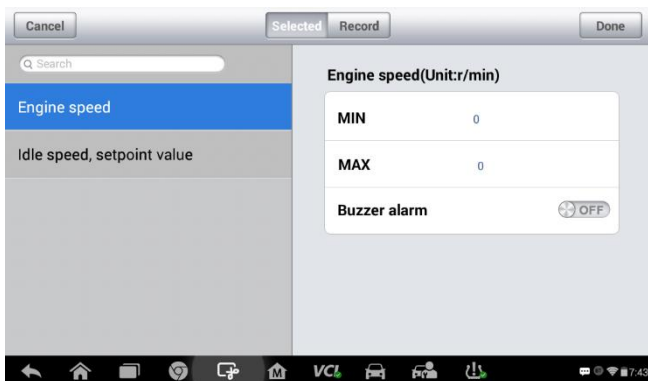 Cancel
Selected Record
Done
Search
Engine speed
Idle speed, setpoint value
Engine speed(Unit:r/min)
MIN 0
MAX 0
Buzzer alarm OFF
M VCI 7:43